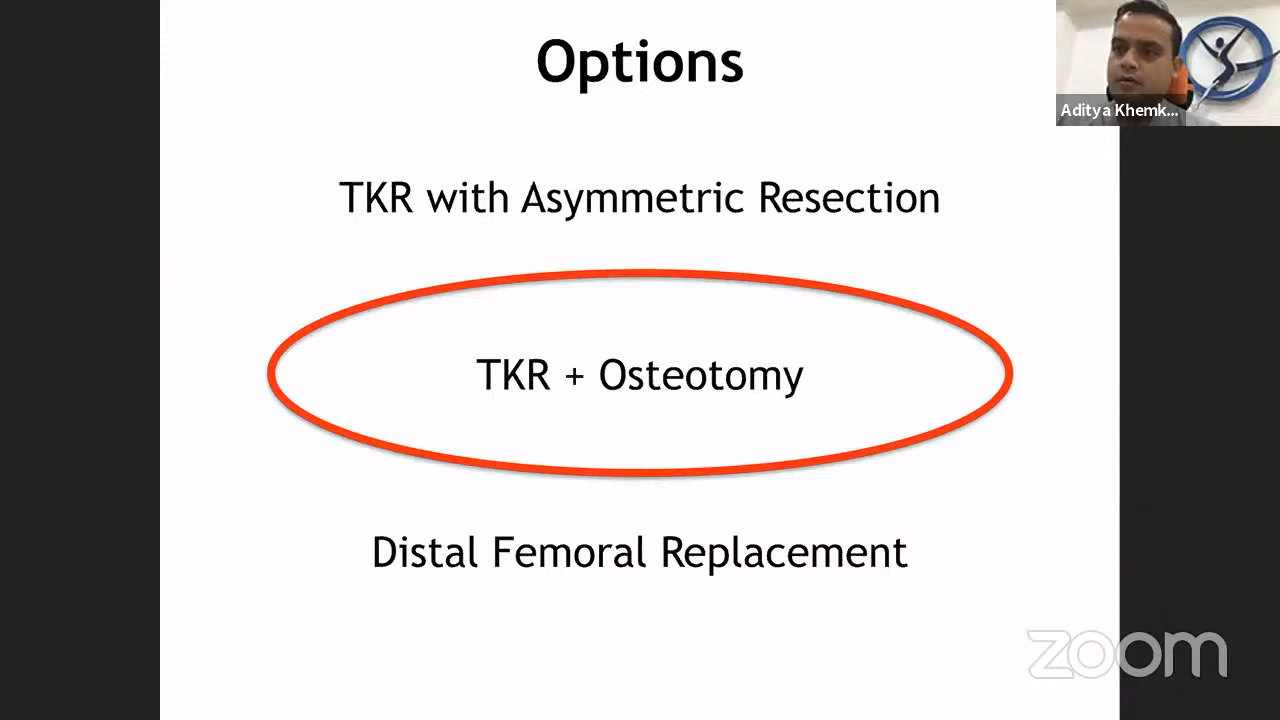 Options
Aditya Khemk...
TKR with Asymmetric Resection
TKR + Osteotomy
Distal Femoral Replacement
zoom